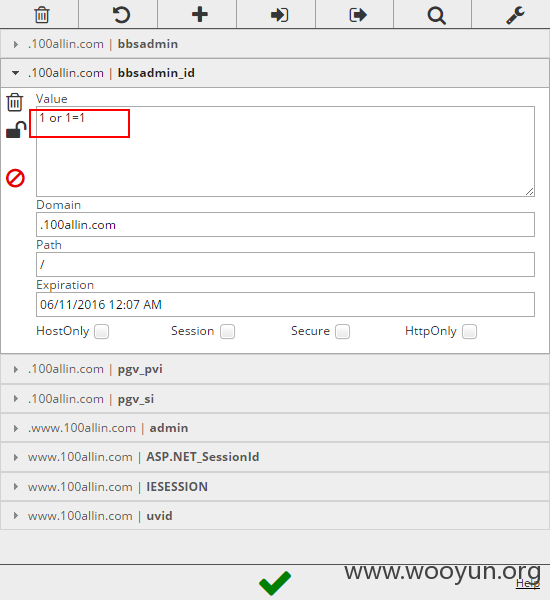 .100allin.com | bbsadmin
.100allin.com | bbsadmin_id
Value
1 or 1=1
Domain
.100allin.com
Path
/
Expiration
06/11/2016 12:07 AM
HostOnly Session Secure HttpOnly
.100allin.com | pgv_pvi
.100allin.com | pgv_si
.www.100allin.com | admin
www.100allin.com | ASP.NET_SessionId
www.100allin.com | IESESSION
www.100allin.com | uvid
www.wooyun.org
Help